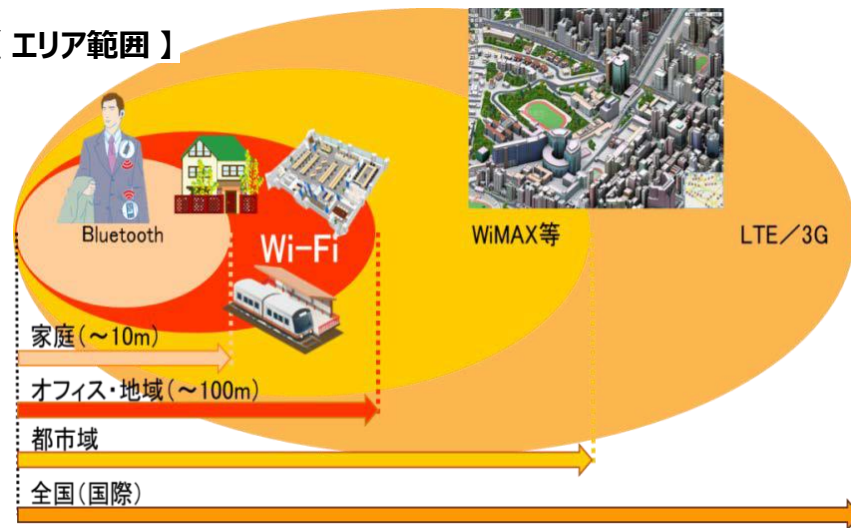 【 エリア範囲 】
Bluetooth
Wi-Fi
WiMAX等
LTE／3G
家庭(～10m)
オフィス・地域(～100m)
都市域
全国(国際)